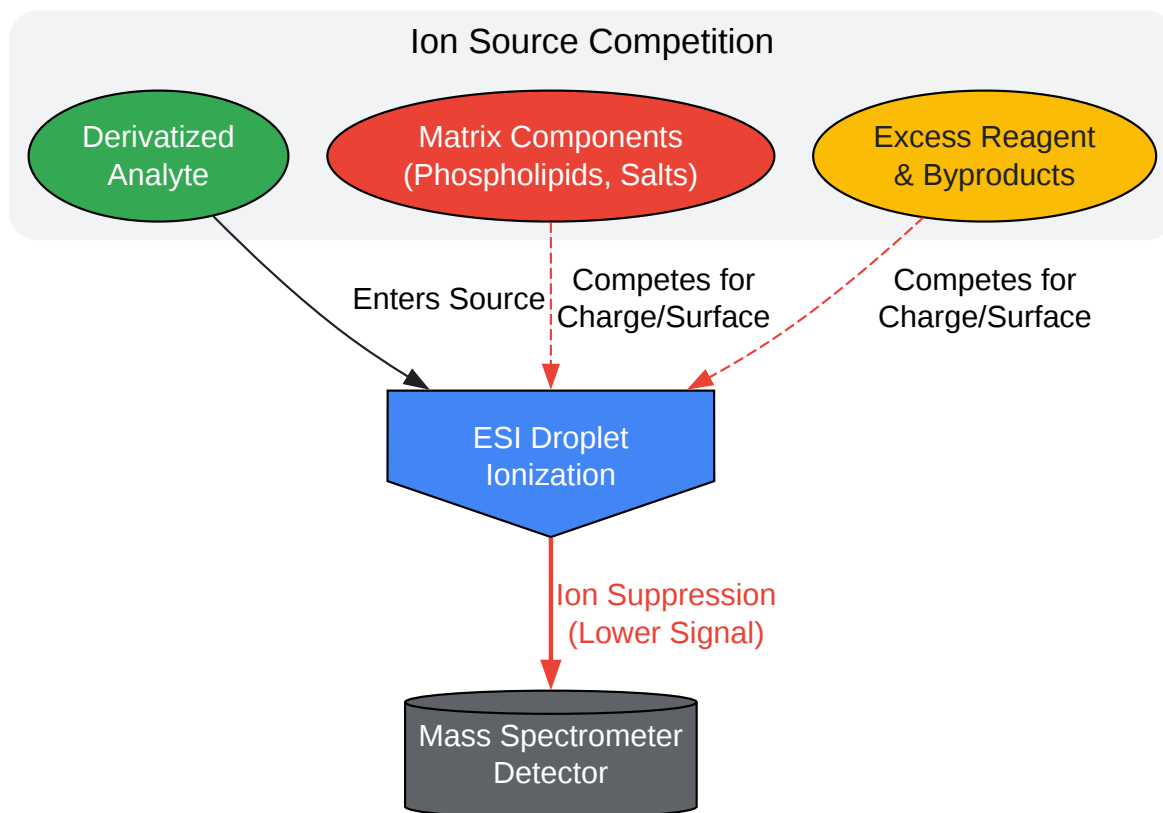 Ion Source Competition
Derivatized
Analyte
Matrix Components
(Phospholipids, Salts)
Excess Reagent
& Byproducts
Enters Source
Competes for
Charge/Surface
Competes for
Charge/Surface
ESI Droplet
Ionization
Ion Suppression
(Lower Signal)
Mass Spectrometer
Detector